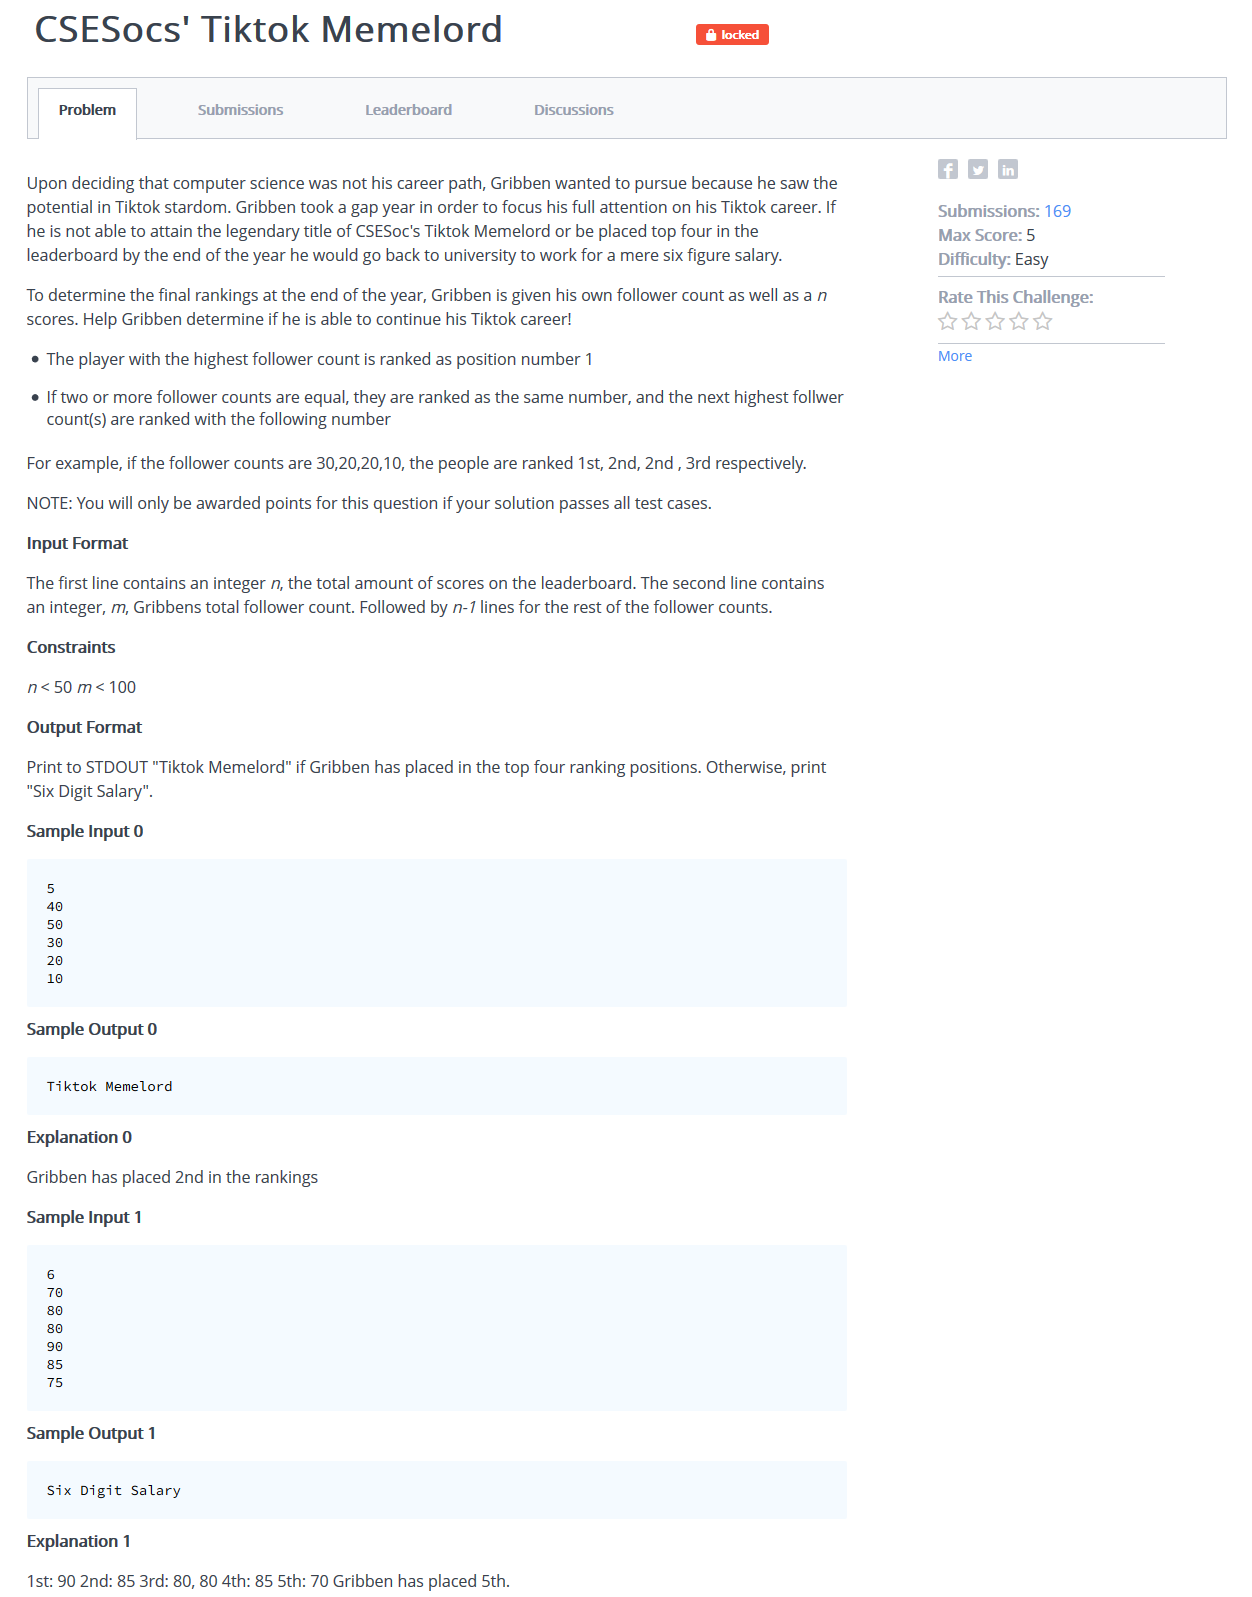 CSESocs' Tiktok Memelord
locked
Problem
Submissions
Leaderboard
Discussions
Upon deciding that computer science was not his career path, Gribben wanted to pursue because he saw the
potential in Tiktok stardom. Gribben took a gap year in order to focus his full attention on his Tiktok career. If
he is not able to attain the legendary title of CSESoc's Tiktok Memelord or be placed top four in the
leaderboard by the end of the year he would go back to university to work for a mere six figure salary.
To determine the final rankings at the end of the year, Gribben is given his own follower count as well as a n
scores. Help Gribben determine if he is able to continue his Tiktok career!
• The player with the highest follower count is ranked as position number 1
• If two or more follower counts are equal, they are ranked as the same number, and the next highest follwer
count(s) are ranked with the following number
For example, if the follower counts are 30,20,20,10, the people are ranked 1st, 2nd, 2nd , 3rd respectively.
NOTE: You will only be awarded points for this question if your solution passes all test cases.
Input Format
The first line contains an integer n, the total amount of scores on the leaderboard. The second line contains
an integer, m, Gribbens total follower count. Followed by n-1 lines for the rest of the follower counts.
Constraints
n < 50 m < 100
Output Format
Print to STDOUT "Tiktok Memelord" if Gribben has placed in the top four ranking positions. Otherwise, print
"Six Digit Salary".
Sample Input 0
5
40
50
30
20
10
Sample Output 0
Tiktok Memelord
Explanation 0
Gribben has placed 2nd in the rankings
Sample Input 1
6
70
80
80
90
85
75
Sample Output 1
Six Digit Salary
Explanation 1
1st: 90 2nd: 85 3rd: 80, 80 4th: 85 5th: 70 Gribben has placed 5th.
Submissions: 169
Max Score: 5
Difficulty: Easy
Rate This Challenge:
More